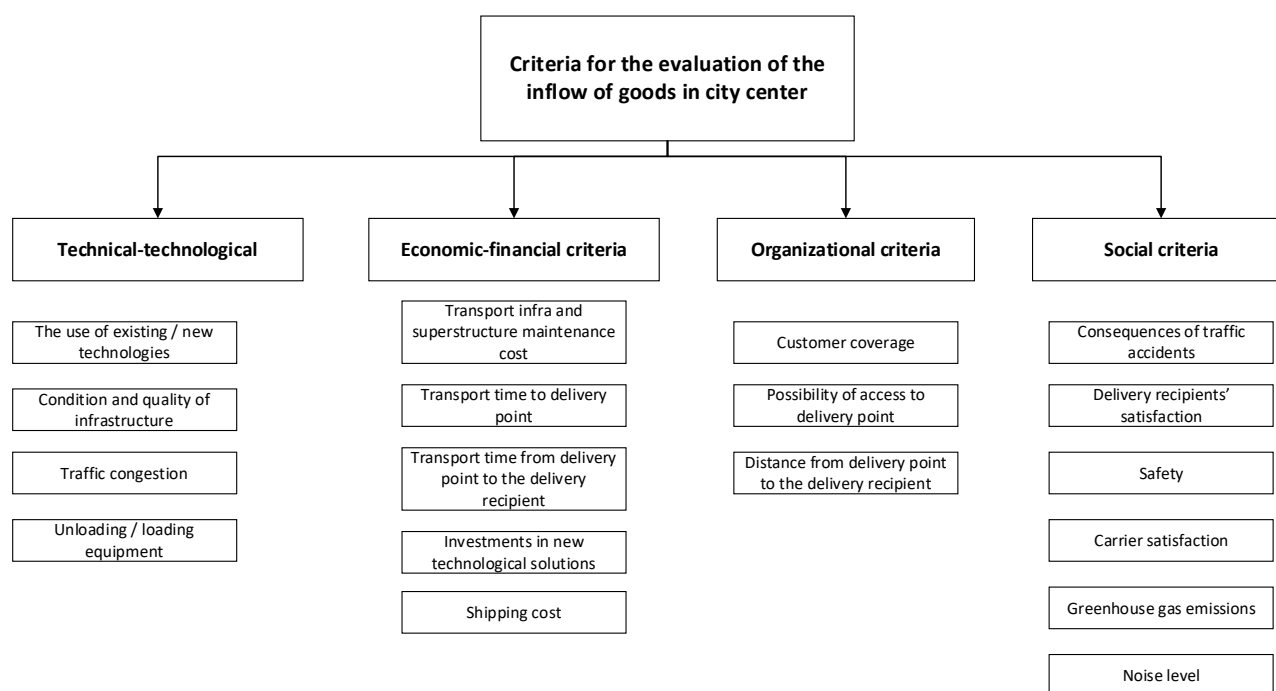 Criteria for the evaluation of the
inflow of goods in city center
Technical-technological
Economic-financial criteria
Organizational criteria
Social criteria
The use of existing / new
technologies
Condition and quality of
infrastructure
Traffic congestion
Unloading / loading
equipment
Transport infra and
superstructure maintenance
cost
Transport time to delivery
point
Transport time from delivery
point to the delivery
recipient
Investments in new
technological solutions
Shipping cost
Customer coverage
Possibility of access to
delivery point
Distance from delivery point
to the delivery recipient
Consequences of traffic
accidents
Delivery recipients’
satisfaction
Safety
Carrier satisfaction
Greenhouse gas emissions
Noise level